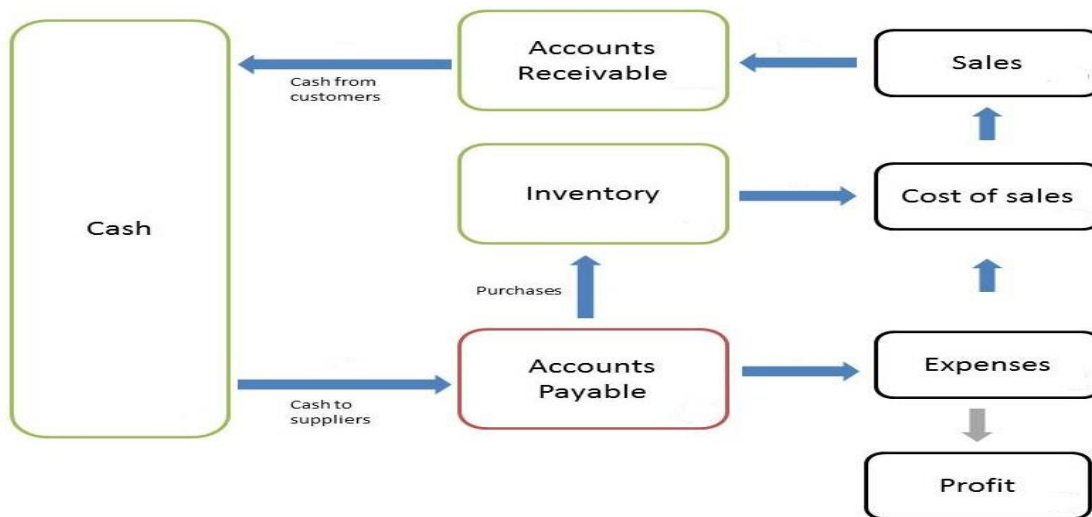 Accounts
Receivable
Sales
Cash from
customers
Inventory
Cost of sales
Cash
Purchases
Accounts
Payable
Expenses
Cash to
suppliers
Profit